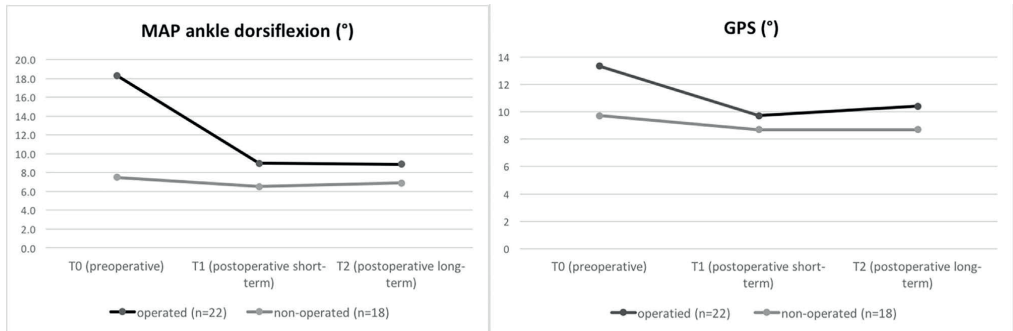 MAP ankle dorsiflexion (°)
20.0
18.0
16.0
14.0
12.0
10.0
8.0
6.0
4.0
2.0
0.0
T0 (preoperative)
T1 (postoperative short-
term)
T2 (postoperative long-
term)
operated (n=22)
non-operated (n=18)
GPS (°)
14
12
10
8
6
4
2
0
T0 (preoperative)
T1 (postoperative short-
term)
T2 (postoperative long-
term)
operatied (n=22)
non-operated (n=18)